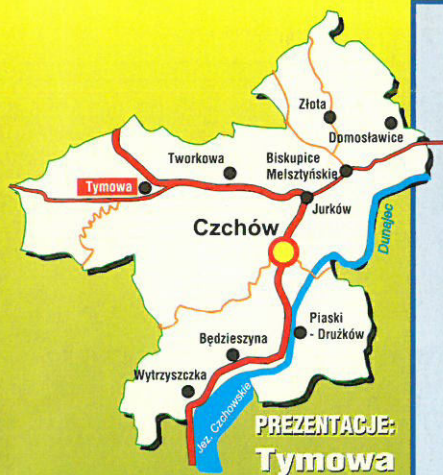 Złota
Domosławice
Tworkowa
Biskupice
Melsztyńskie
Tymowa
Jurków
Czchów
Dunajec
Piaski
- Drużków
Będzieszyna
Wytrzyszczka
Jez. Czchowskie
PREZENTACJE:
Tymowa